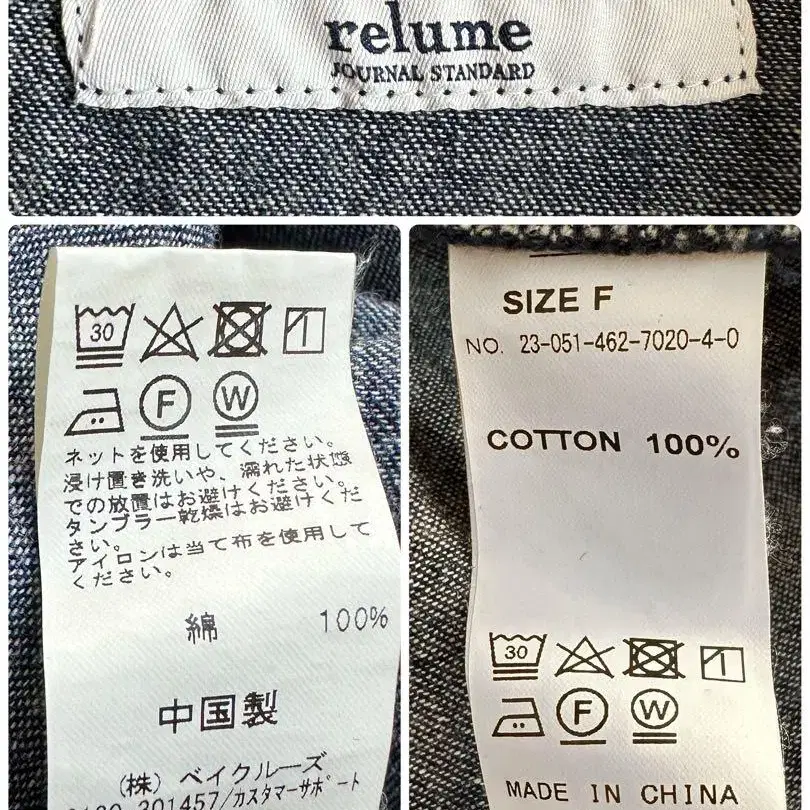 relume
JOURNAL STANDARD
30
F W
ネットを使用してください。
浸け置き洗いや、濡れた状態
での放置はお避けください。
タンブラー乾燥はお避けくだ
さい。
アイロンは当て布を使用して
ください。
綿 100%
中国製
(株) ベイクルーズ
301457/カスタマーサポート
SIZE F
NO. 23-051-462-7020-4-0
COTTON 100%
30
F W
MADE IN CHINA